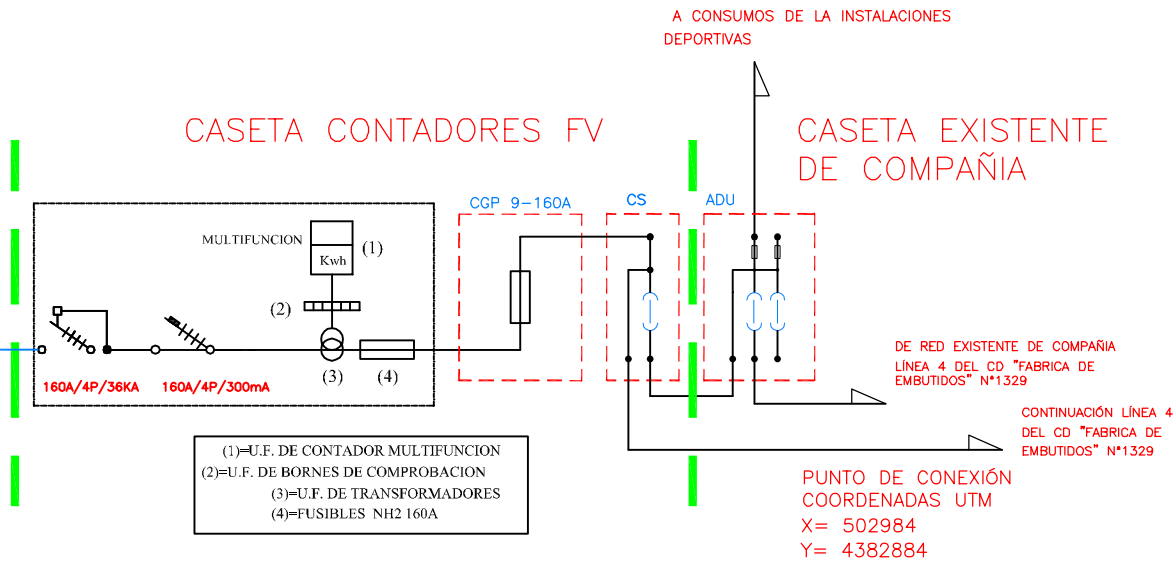 A CONSUMOS DE LA INSTALACIONES
DEPORTIVAS
CASETA CONTADORES FV
CASETA EXISTENTE
DE COMPAÑIA
CGP 9-160A
CS
ADU
MULTIFUNCION
Kwh
(1)
(2)
(3)
(4)
160A/4P/36KA
160A/4P/300mA
DE RED EXISTENTE DE COMPAÑIA
LÍNEA 4 DEL CD "FABRICA DE
EMBUTIDOS" Nº1329
CONTINUACIÓN LÍNEA 4
DEL CD "FABRICA DE
EMBUTIDOS" Nº1329
(1)=U.F. DE CONTADOR MULTIFUNCION
(2)=U.F. DE BORNES DE COMPROBACION
(3)=U.F. DE TRANSFORMADORES
(4)=FUSIBLES NH2 160A
PUNTO DE CONEXIÓN
COORDENADAS UTM
X= 502984
Y= 4382884